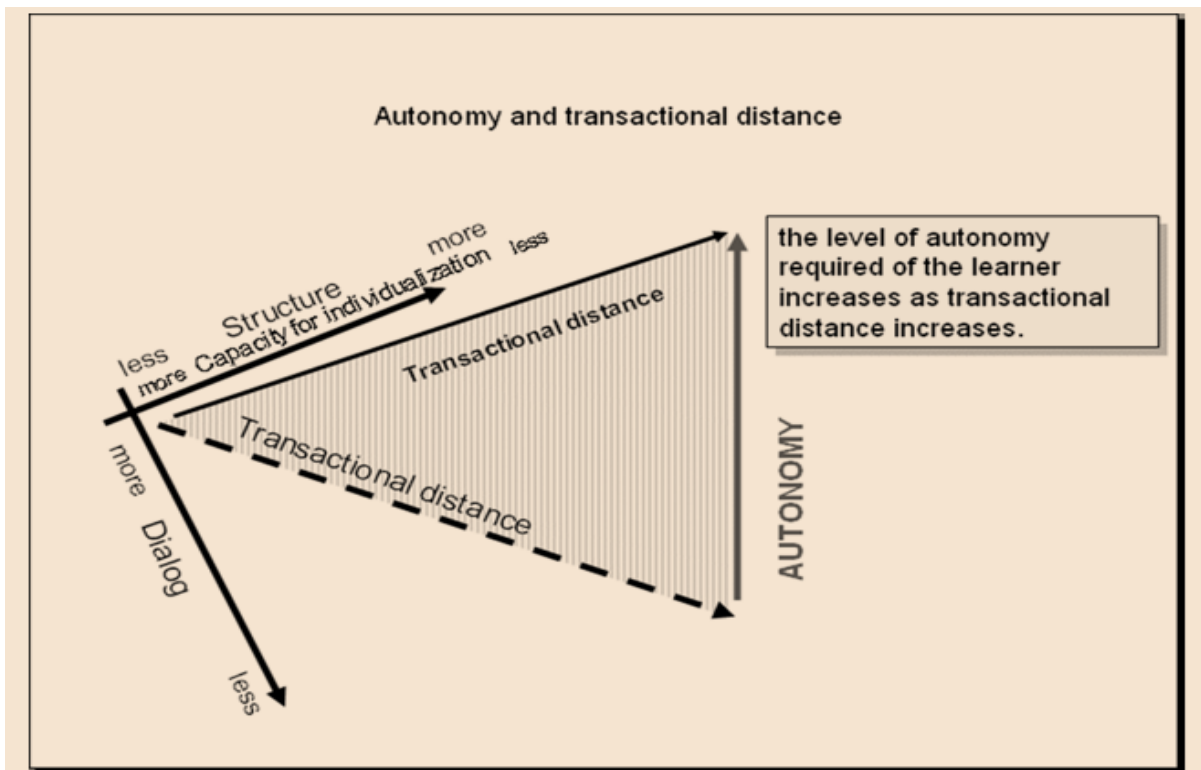 Autonomy and transactional distance
less Structure more
more Capacity for individualization less
Transactional distance
Transactional distance
more Dialog less
AUTONOMY
the level of autonomy
required of the learner
increases as transactional
distance increases.